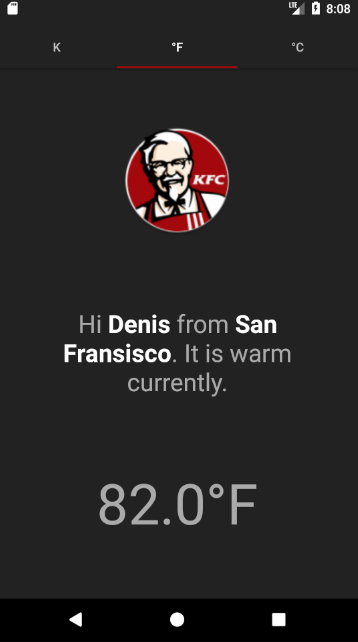 LTE 8:08
K °F °C
KFC
Hi Denis from San
Fransisco. It is warm
currently.
82.0°F